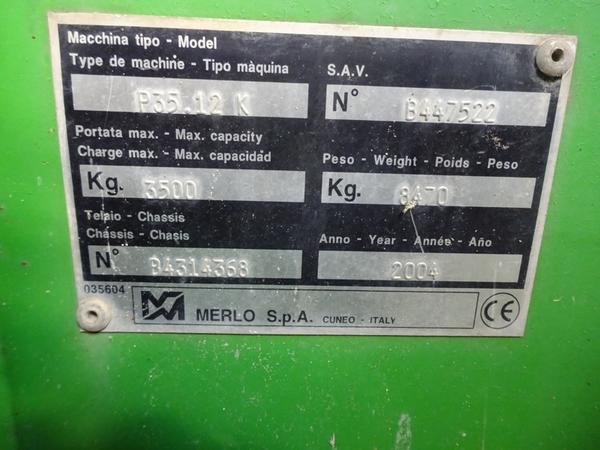 Macchina tipo - Model
Type de machine - Tipo màquina
P35.12 K
S.A.V.
N° B447522
Portata max. - Max. capacity
Charge max. - Max. capacidad
Kg. 3500
Peso - Weight - Poids - Peso
Kg. 8470
Telaio - Chassis
Châssis - Chasis
N° B4314368
Anno - Year - Année - Año
2004
035604
MERLO S.p.A. CUNEO - ITALY
CE